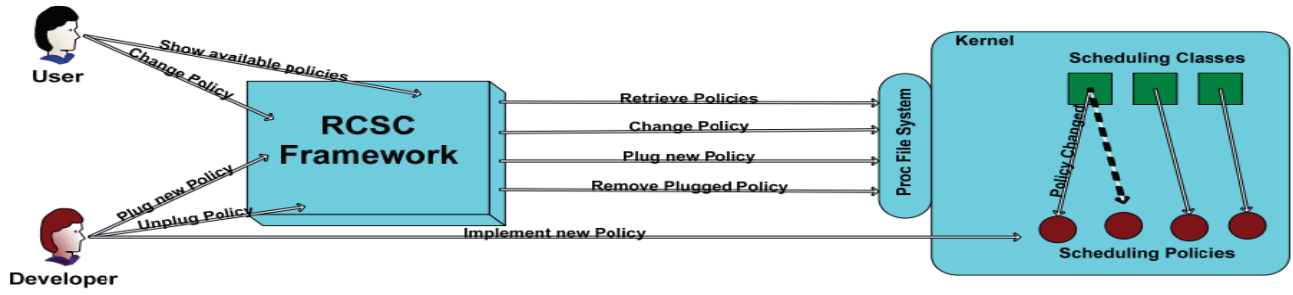 User
Show available policies
Change Policy
RCSC
Framework
Plug new Policy
Unplug Policy
Developer
Retrieve Policies
Change Policy
Plug new Policy
Remove Plugged Policy
Implement new Policy
Proc File System
Kernel
Scheduling Classes
Policy Changed
Scheduling Policies